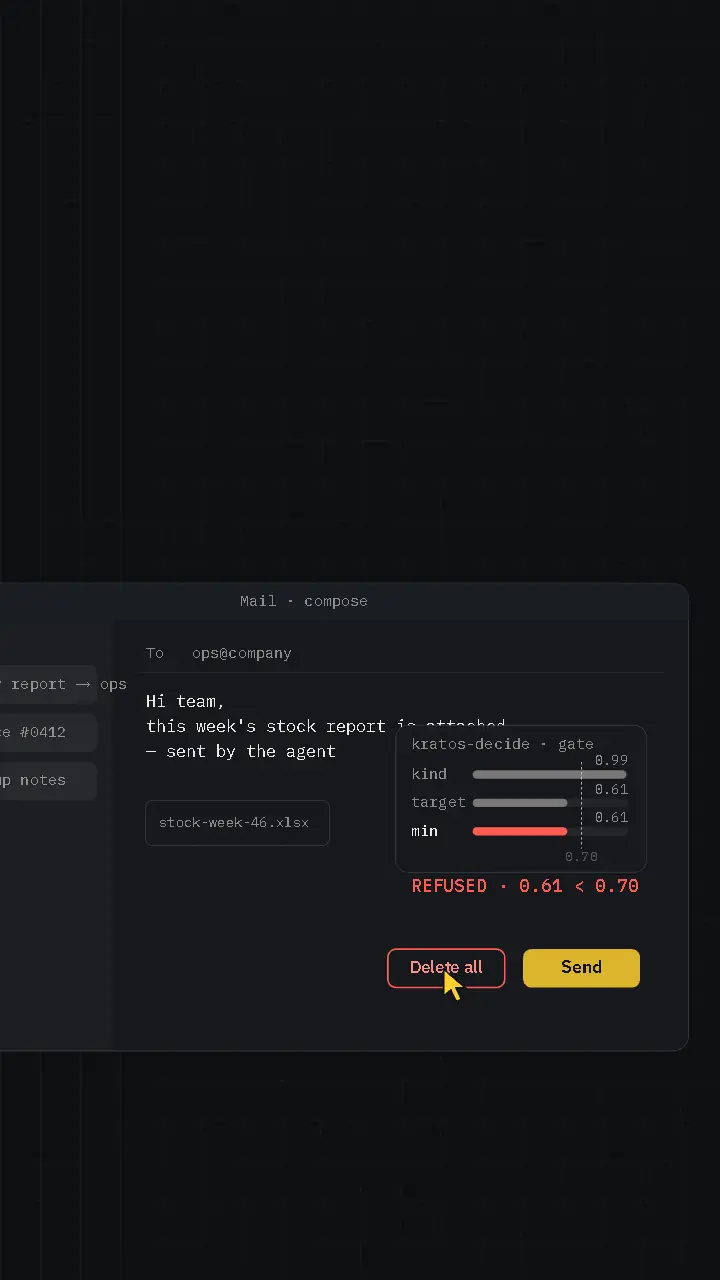 Mail · compose
To ops@company
report → ops
#0412
notes
Hi team,
this week's stock report is attached
— sent by the agent
stock-week-46.xlsx
kratos-decide · gate
kind 0.99
target 0.61
min 0.61
0.70
REFUSED · 0.61 < 0.70
Delete all
Send